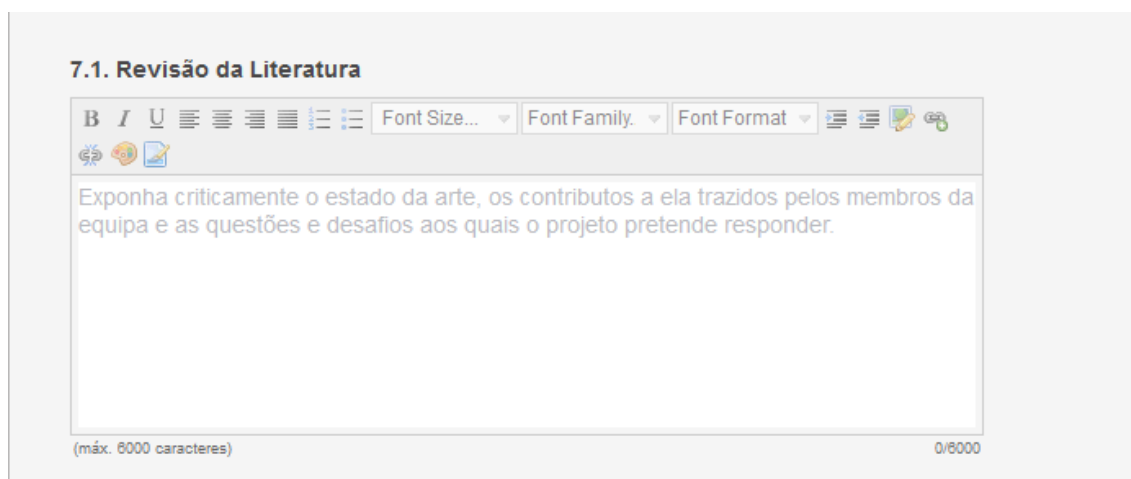 7.1. Revisão da Literatura
B I U Font Size... Font Family. Font Format
Exponha criticamente o estado da arte, os contributos a ela trazidos pelos membros da
equipa e as questões e desafios aos quais o projeto pretende responder.
(máx. 6000 caracteres) 0/6000